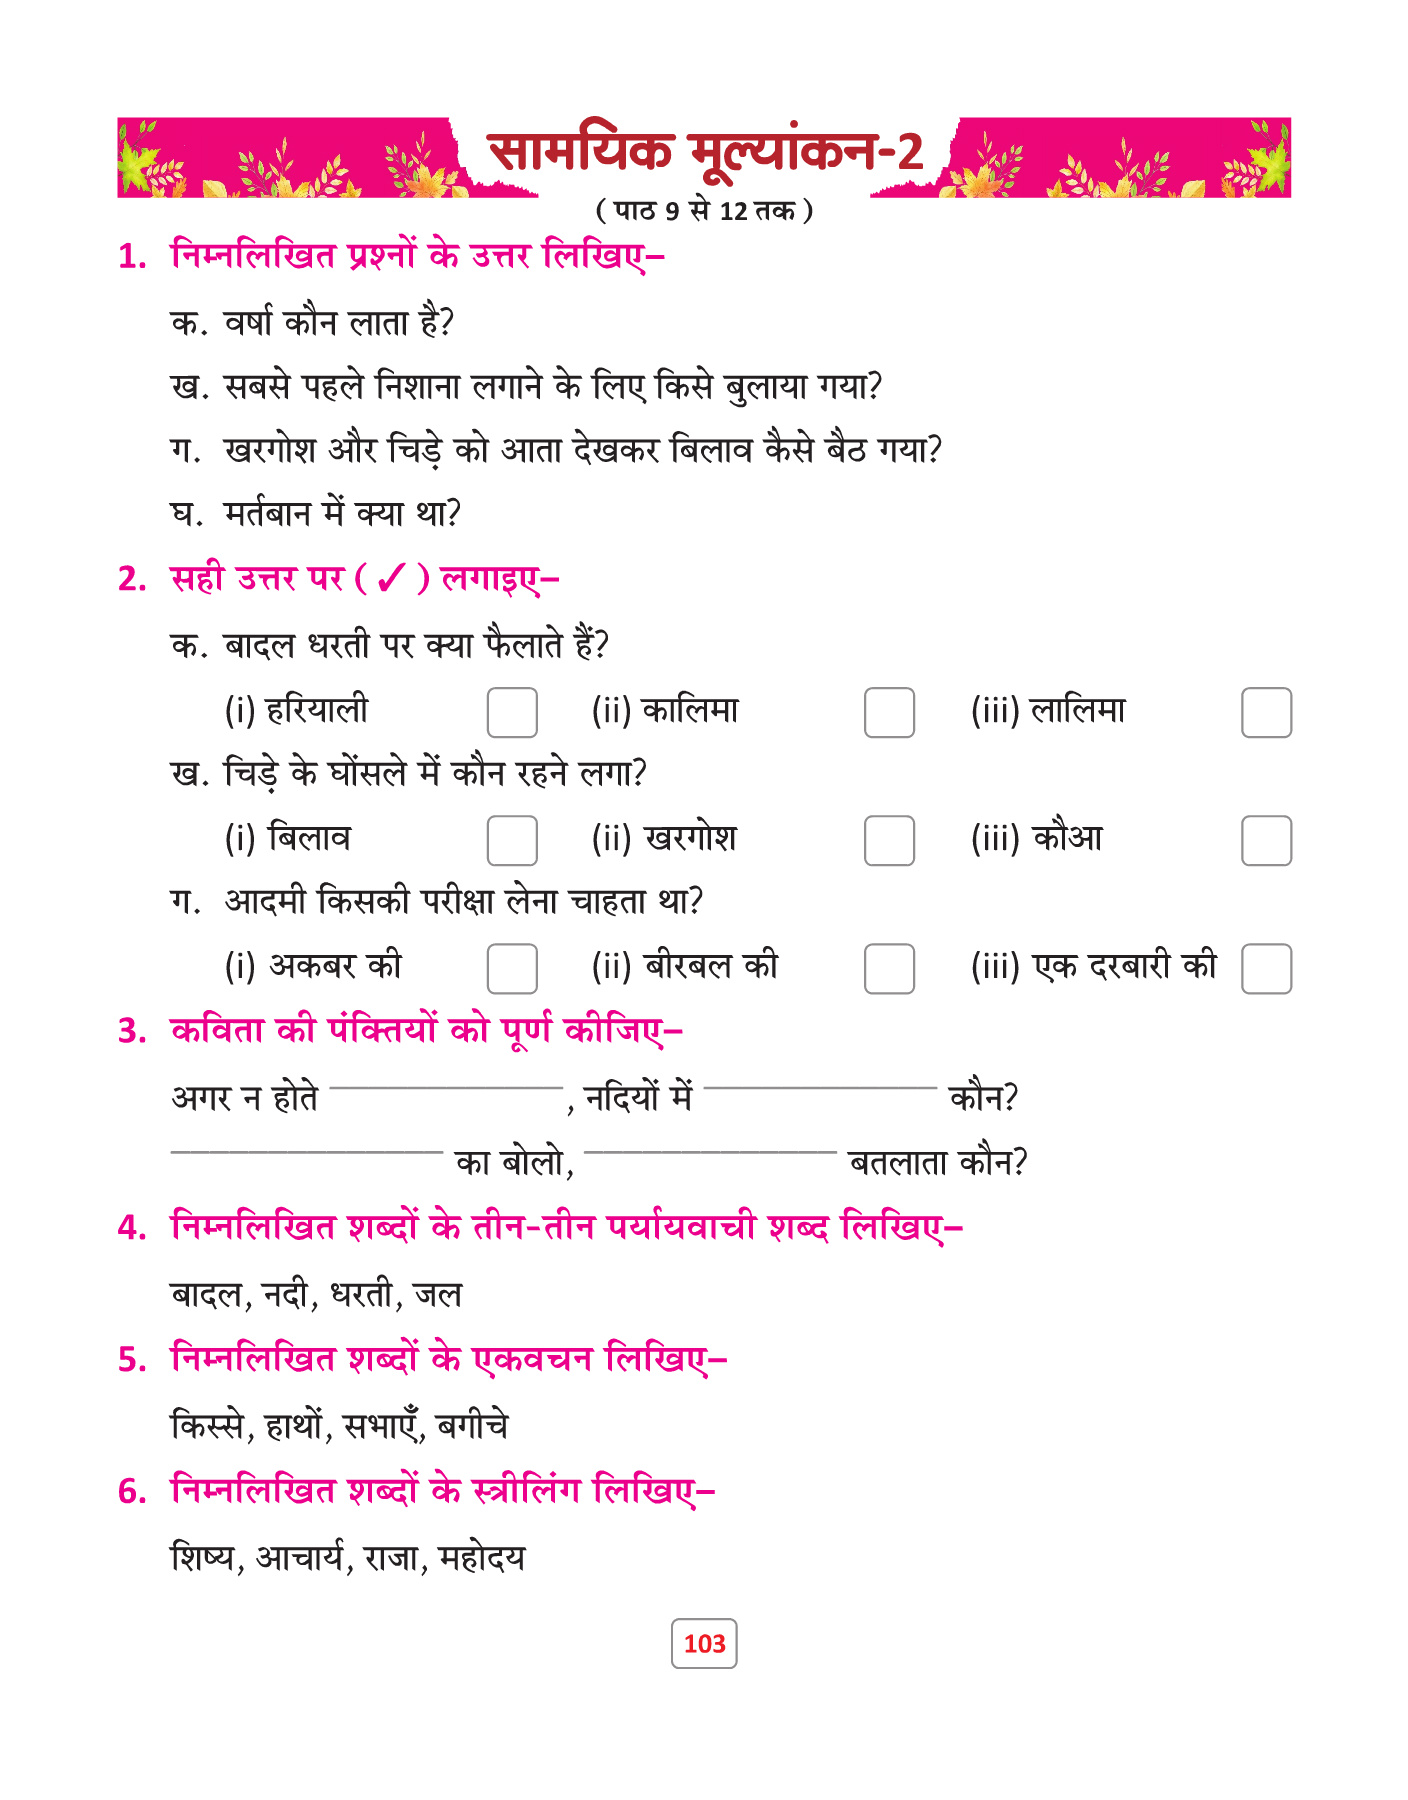 सामयिक मूल्यांकन-2
( पाठ 9 से 12 तक )
1. निम्नलिखित प्रश्नों के उत्तर लिखिए–
क. वर्षा कौन लाता है?
ख. सबसे पहले निशाना लगाने के लिए किसे बुलाया गया?
ग. खरगोश और चिड़े को आता देखकर बिलाव कैसे बैठ गया?
घ. मर्तबान में क्या था?
2. सही उत्तर पर ( ✓ ) लगाइए–
क. बादल धरती पर क्या फैलाते हैं?
(i) हरियाली (ii) कालिमा (iii) लालिमा
ख. चिड़े के घोंसले में कौन रहने लगा?
(i) बिलाव (ii) खरगोश (iii) कौआ
ग. आदमी किसकी परीक्षा लेना चाहता था?
(i) अकबर की (ii) बीरबल की (iii) एक दरबारी की
3. कविता की पंक्तियों को पूर्ण कीजिए–
अगर न होते ____________ , नदियों में ____________ कौन?
______________ का बोलो, _____________ बतलाता कौन?
4. निम्नलिखित शब्दों के तीन-तीन पर्यायवाची शब्द लिखिए–
बादल, नदी, धरती, जल
5. निम्नलिखित शब्दों के एकवचन लिखिए–
किस्से, हाथों, सभाएँ, बगीचे
6. निम्नलिखित शब्दों के स्त्रीलिंग लिखिए–
शिष्य, आचार्य, राजा, महोदय
103